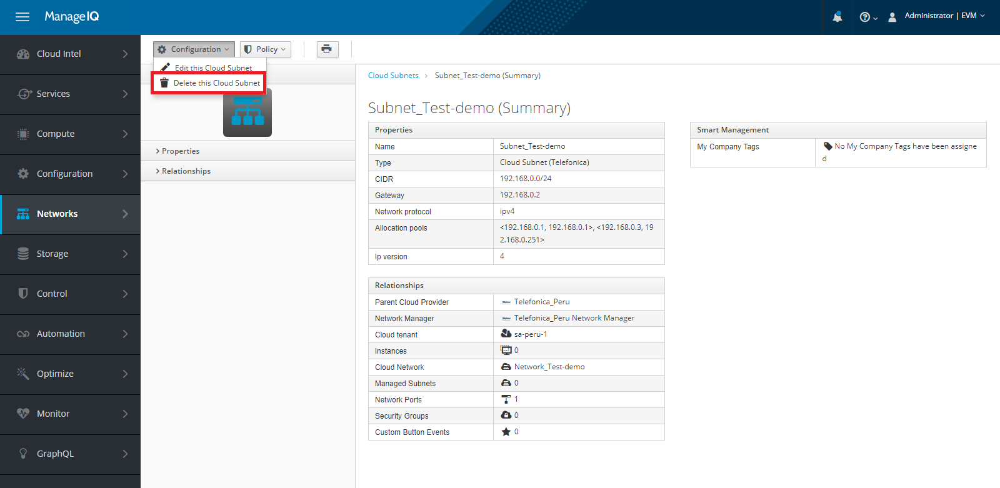 ManageIQ
Administrator | EVM
Cloud Intel
Services
Compute
Configuration
Networks
Storage
Control
Automation
Optimize
Monitor
GraphQL
Configuration
Policy
Edit this Cloud Subnet
Delete this Cloud Subnet
Properties
Relationships
Cloud Subnets > Subnet_Test-demo (Summary)
Subnet_Test-demo (Summary)
Properties
Name Subnet_Test-demo
Type Cloud Subnet (Telefonica)
CIDR 192.168.0.0/24
Gateway 192.168.0.2
Network protocol ipv4
Allocation pools <192.168.0.1, 192.168.0.1>, <192.168.0.3, 19
2.168.0.251>
Ip version 4
Relationships
Parent Cloud Provider Telefonica_Peru
Network Manager Telefonica_Peru Network Manager
Cloud tenant sa-peru-1
Instances 0
Cloud Network Network_Test-demo
Managed Subnets 0
Network Ports 1
Security Groups 0
Custom Button Events 0
Smart Management
My Company Tags No My Company Tags have been assigne
d